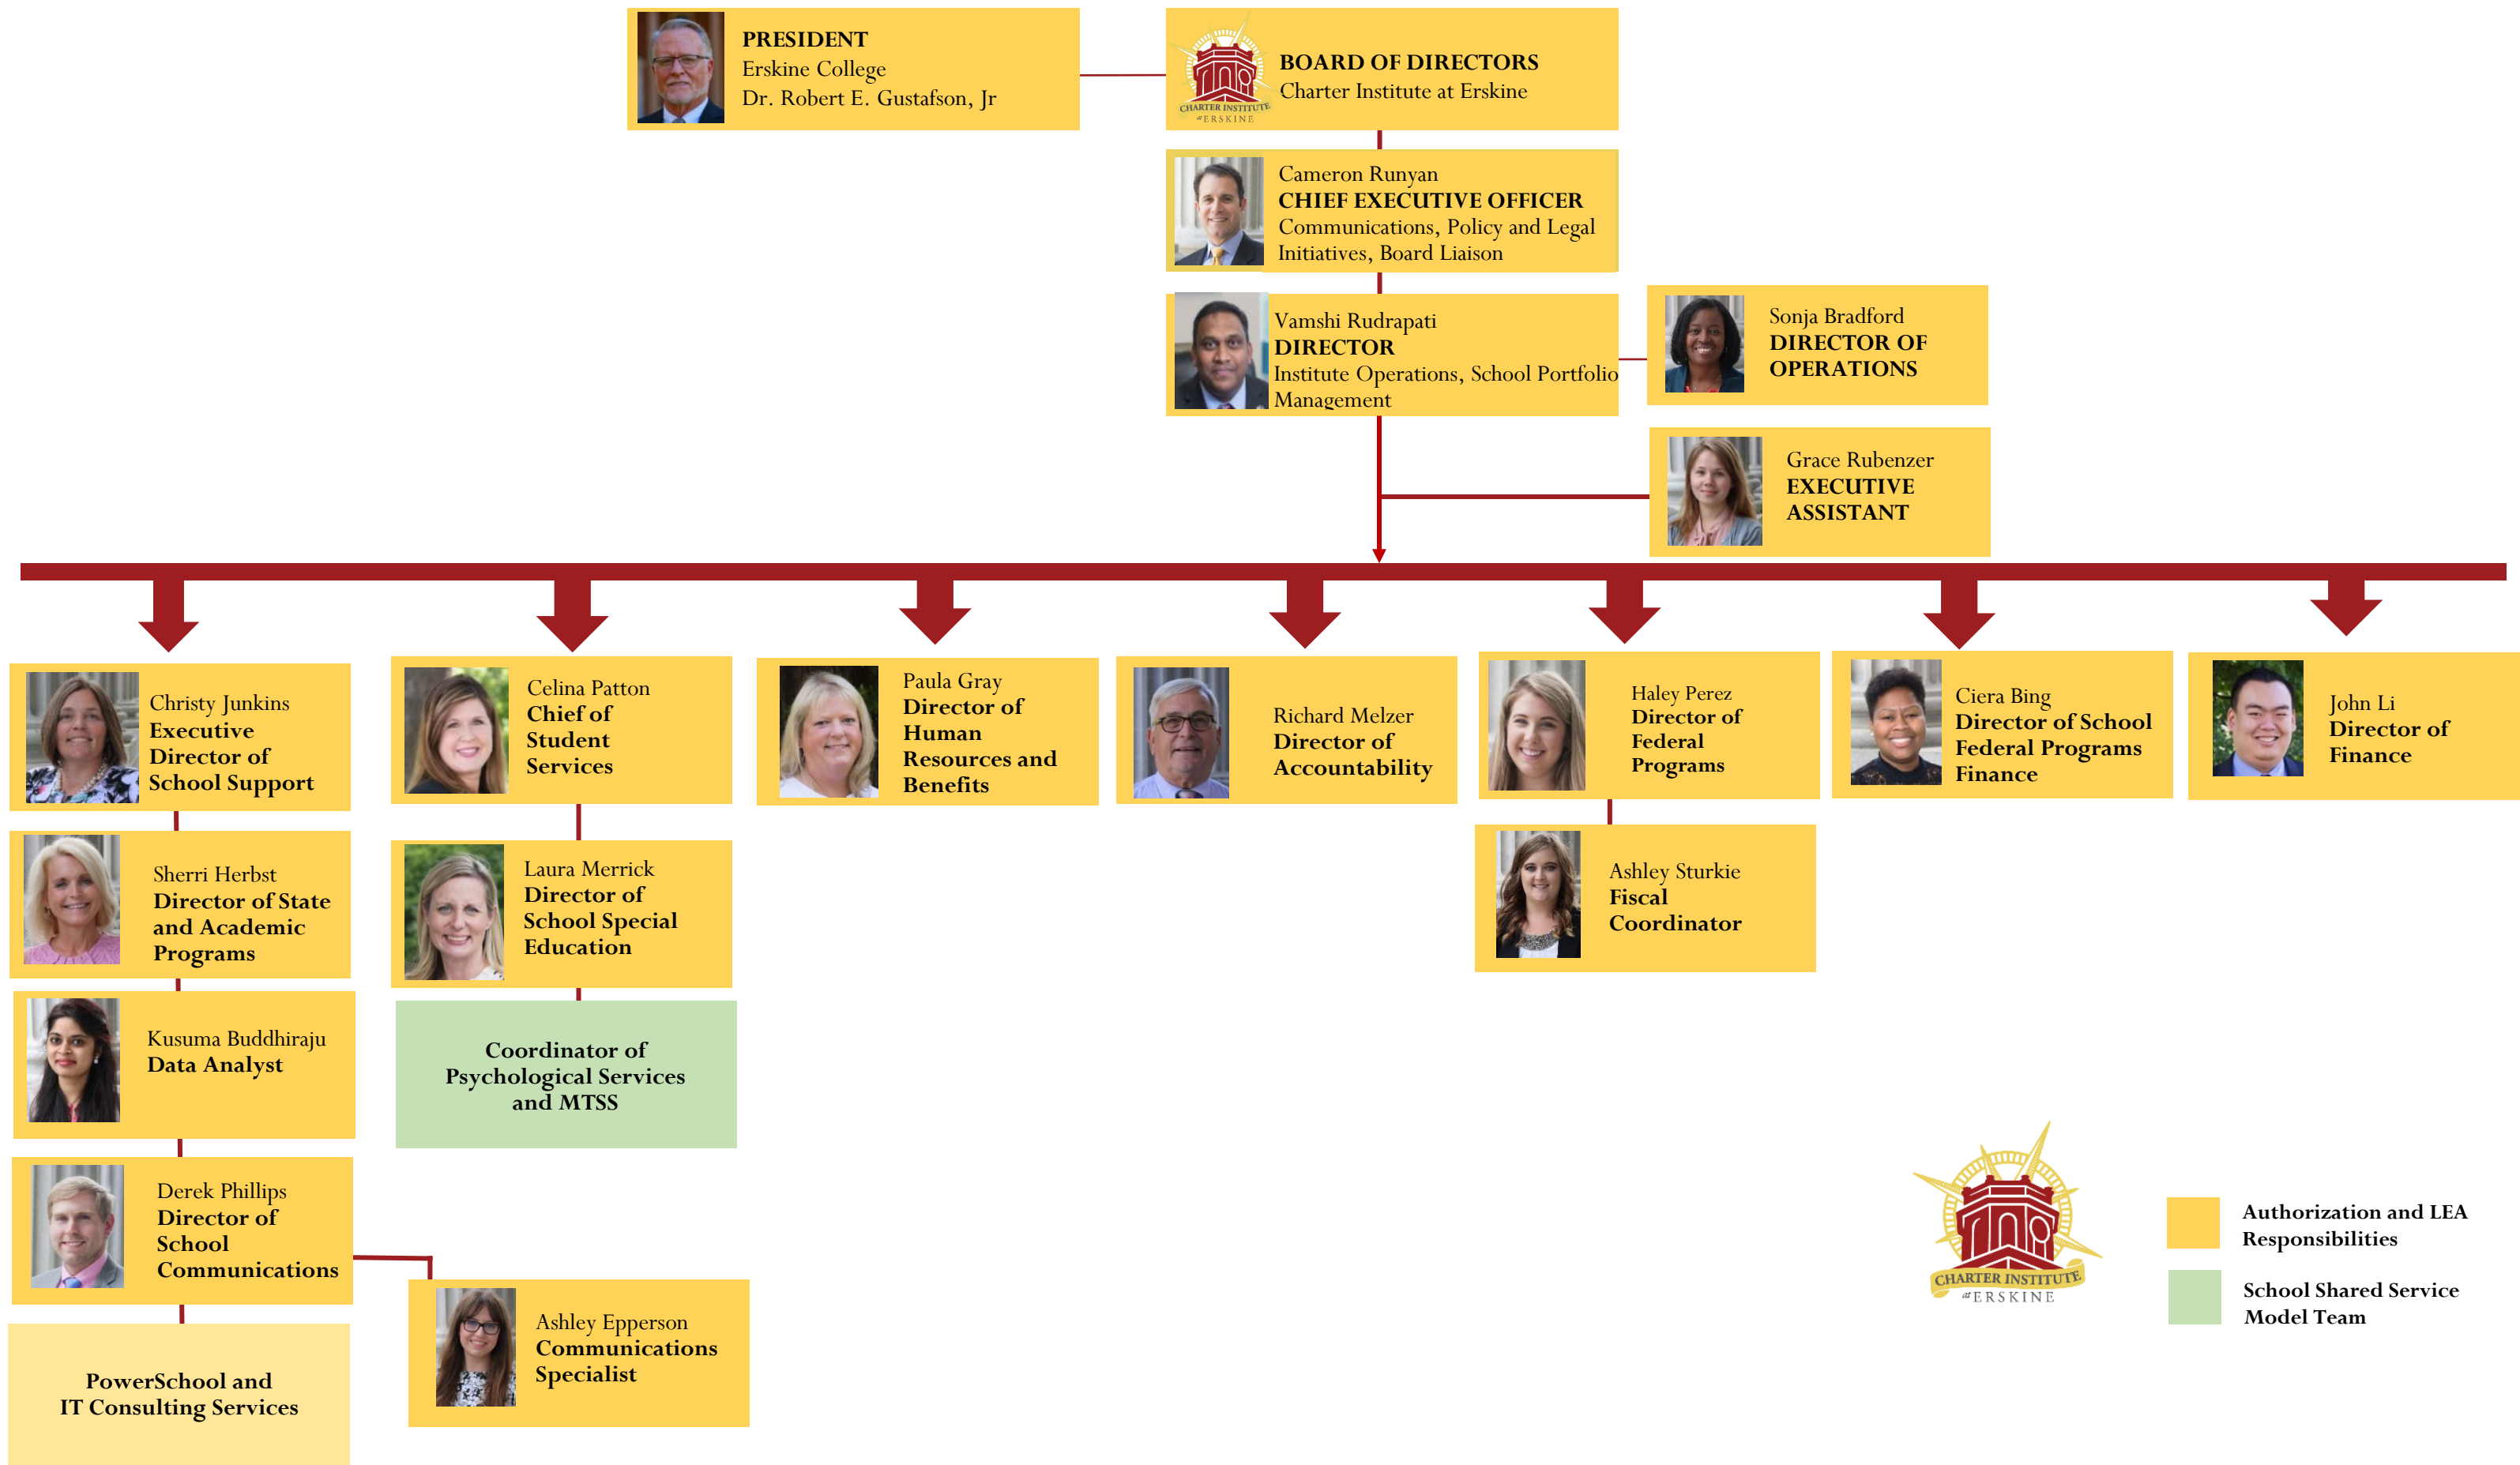 PRESIDENT
Erskine College
Dr. Robert E. Gustafson, Jr
CHARTER INSTITUTE
at ERSKINE
BOARD OF DIRECTORS
Charter Institute at Erskine
Cameron Runyan
CHIEF EXECUTIVE OFFICER
Communications, Policy and Legal
Initiatives, Board Liaison
Vamshi Rudrapati
DIRECTOR
Institute Operations, School Portfolio
Management
Sonja Bradford
DIRECTOR OF
OPERATIONS
Grace Rubenzer
EXECUTIVE
ASSISTANT
Christy Junkins
Executive
Director of
School Support
Celina Patton
Chief of
Student
Services
Paula Gray
Director of
Human
Resources and
Benefits
Richard Melzer
Director of
Accountability
Haley Perez
Director of
Federal
Programs
Ciera Bing
Director of School
Federal Programs
Finance
John Li
Director of
Finance
Sherri Herbst
Director of State
and Academic
Programs
Laura Merrick
Director of
School Special
Education
Ashley Sturkie
Fiscal
Coordinator
Kusuma Buddhiraju
Data Analyst
Coordinator of
Psychological Services
and MTSS
Derek Phillips
Director of
School
Communications
Ashley Epperson
Communications
Specialist
PowerSchool and
IT Consulting Services
CHARTER INSTITUTE
at ERSKINE
Authorization and LEA
Responsibilities
School Shared Service
Model Team